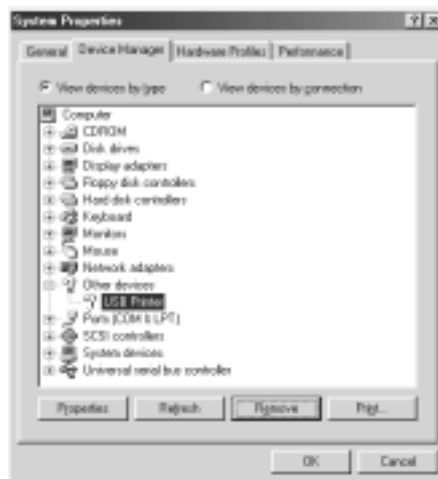 System Properties
General Device Manager Hardware Profiles Performance
View devices by type View devices by connection
Computer
CDROM
Disk drives
Display adapters
Floppy disk controllers
Hard disk controllers
Keyboard
Monitors
Mouse
Network adapters
Other devices
USB Printer
Ports (COM & LPT)
SCSI controllers
System devices
Universal serial bus controller
Properties Refresh Remove Print...
OK Cancel